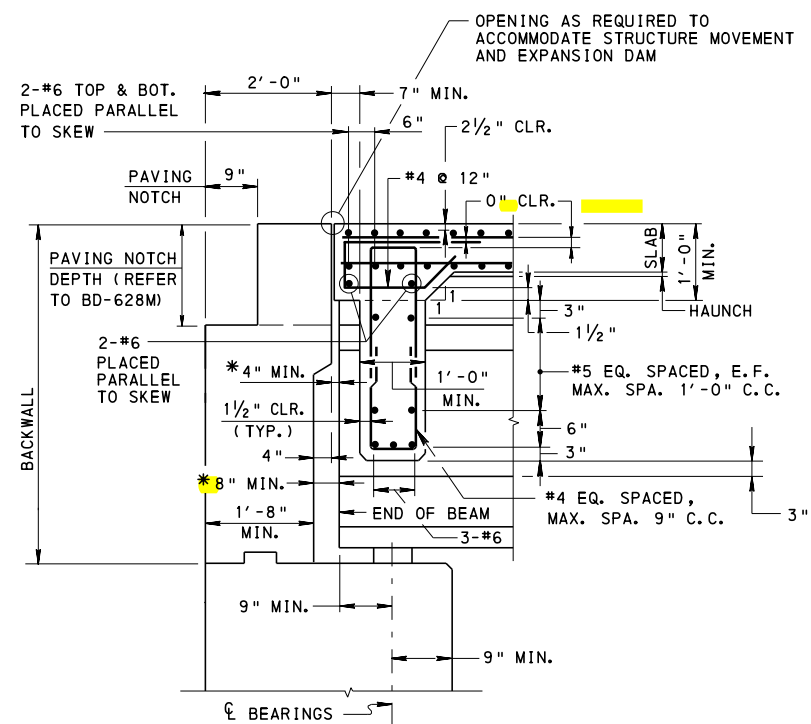 OPENING AS REQUIRED TO
ACCOMMODATE STRUCTURE MOVEMENT
AND EXPANSION DAM
2'-0"
7" MIN.
2-#6 TOP & BOT.
PLACED PARALLEL
TO SKEW
6"
2½" CLR.
#4 @ 12"
PAVING
NOTCH
9"
0" CLR.
SLAB
1'-0"
MIN.
PAVING NOTCH
DEPTH (REFER
TO BD-628M)
HAUNCH
1
1
3"
1½"
2-#6
PLACED
PARALLEL
TO SKEW
*4" MIN.
1'-0"
MIN.
#5 EQ. SPACED, E.F.
MAX. SPA. 1'-0" C.C.
1½" CLR.
(TYP.)
BACKWALL
6"
4"
3"
*8" MIN.
#4 EQ. SPACED,
MAX. SPA. 9" C.C.
3"
1'-8"
MIN.
END OF BEAM
3-#6
9" MIN.
9" MIN.
℄ BEARINGS